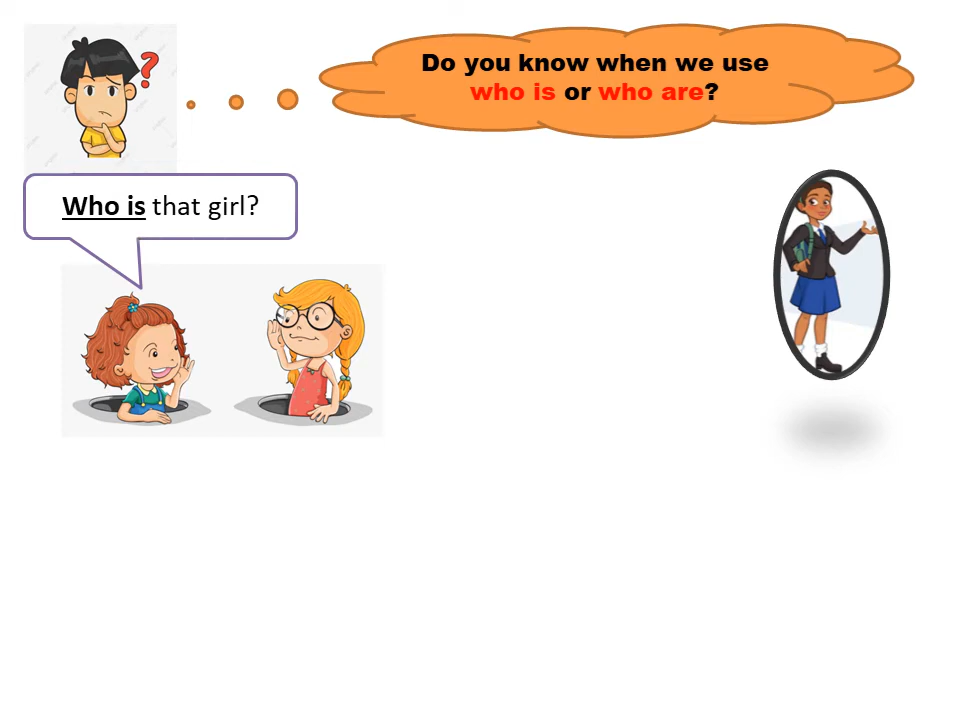 Do you know when we use
who is or who are?
Who is that girl?